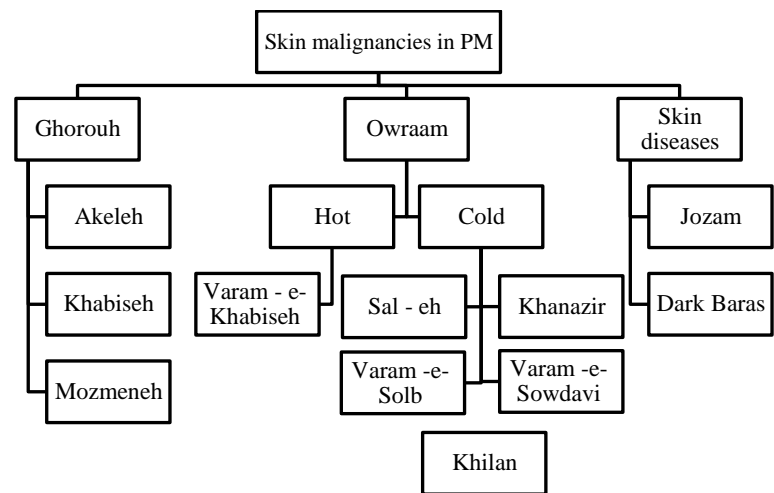 Skin malignancies in PM
Ghorouh
Owraam
Skin
diseases
Akeleh
Hot
Cold
Jozam
Khabiseh
Varam - e-
Khabiseh
Sal - eh
Khanazir
Dark Baras
Mozmeneh
Varam -e-
Solb
Varam -e-
Sowdavi
Khilan